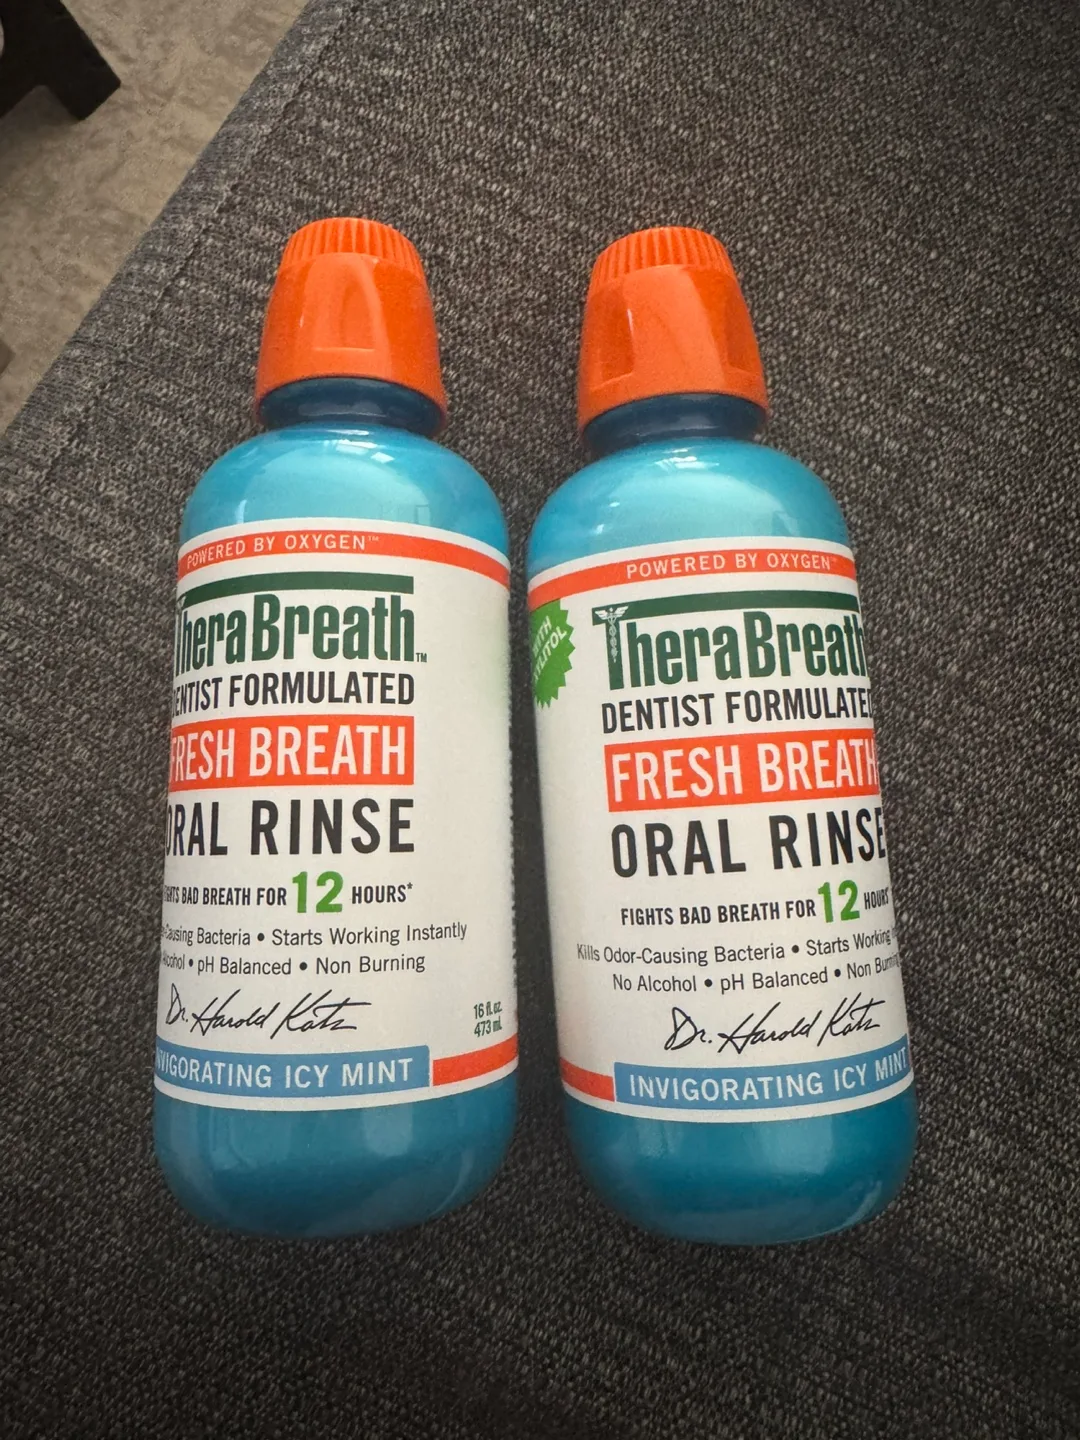 POWERED BY OXYGEN™
TheraBreath™
DENTIST FORMULATED
FRESH BREATH
ORAL RINSE
FIGHTS BAD BREATH FOR 12 HOURS*
-Causing Bacteria • Starts Working Instantly
Alcohol • pH Balanced • Non Burning
Dr. Harold Katz
16 fl. oz.
473 mL
INVIGORATING ICY MINT
POWERED BY OXYGEN™
WITH
XYLITOL
TheraBreath
DENTIST FORMULATED
FRESH BREATH
ORAL RINSE
FIGHTS BAD BREATH FOR 12 HOURS
Kills Odor-Causing Bacteria • Starts Working
No Alcohol • pH Balanced • Non Burning
Dr. Harold Katz
INVIGORATING ICY MINT